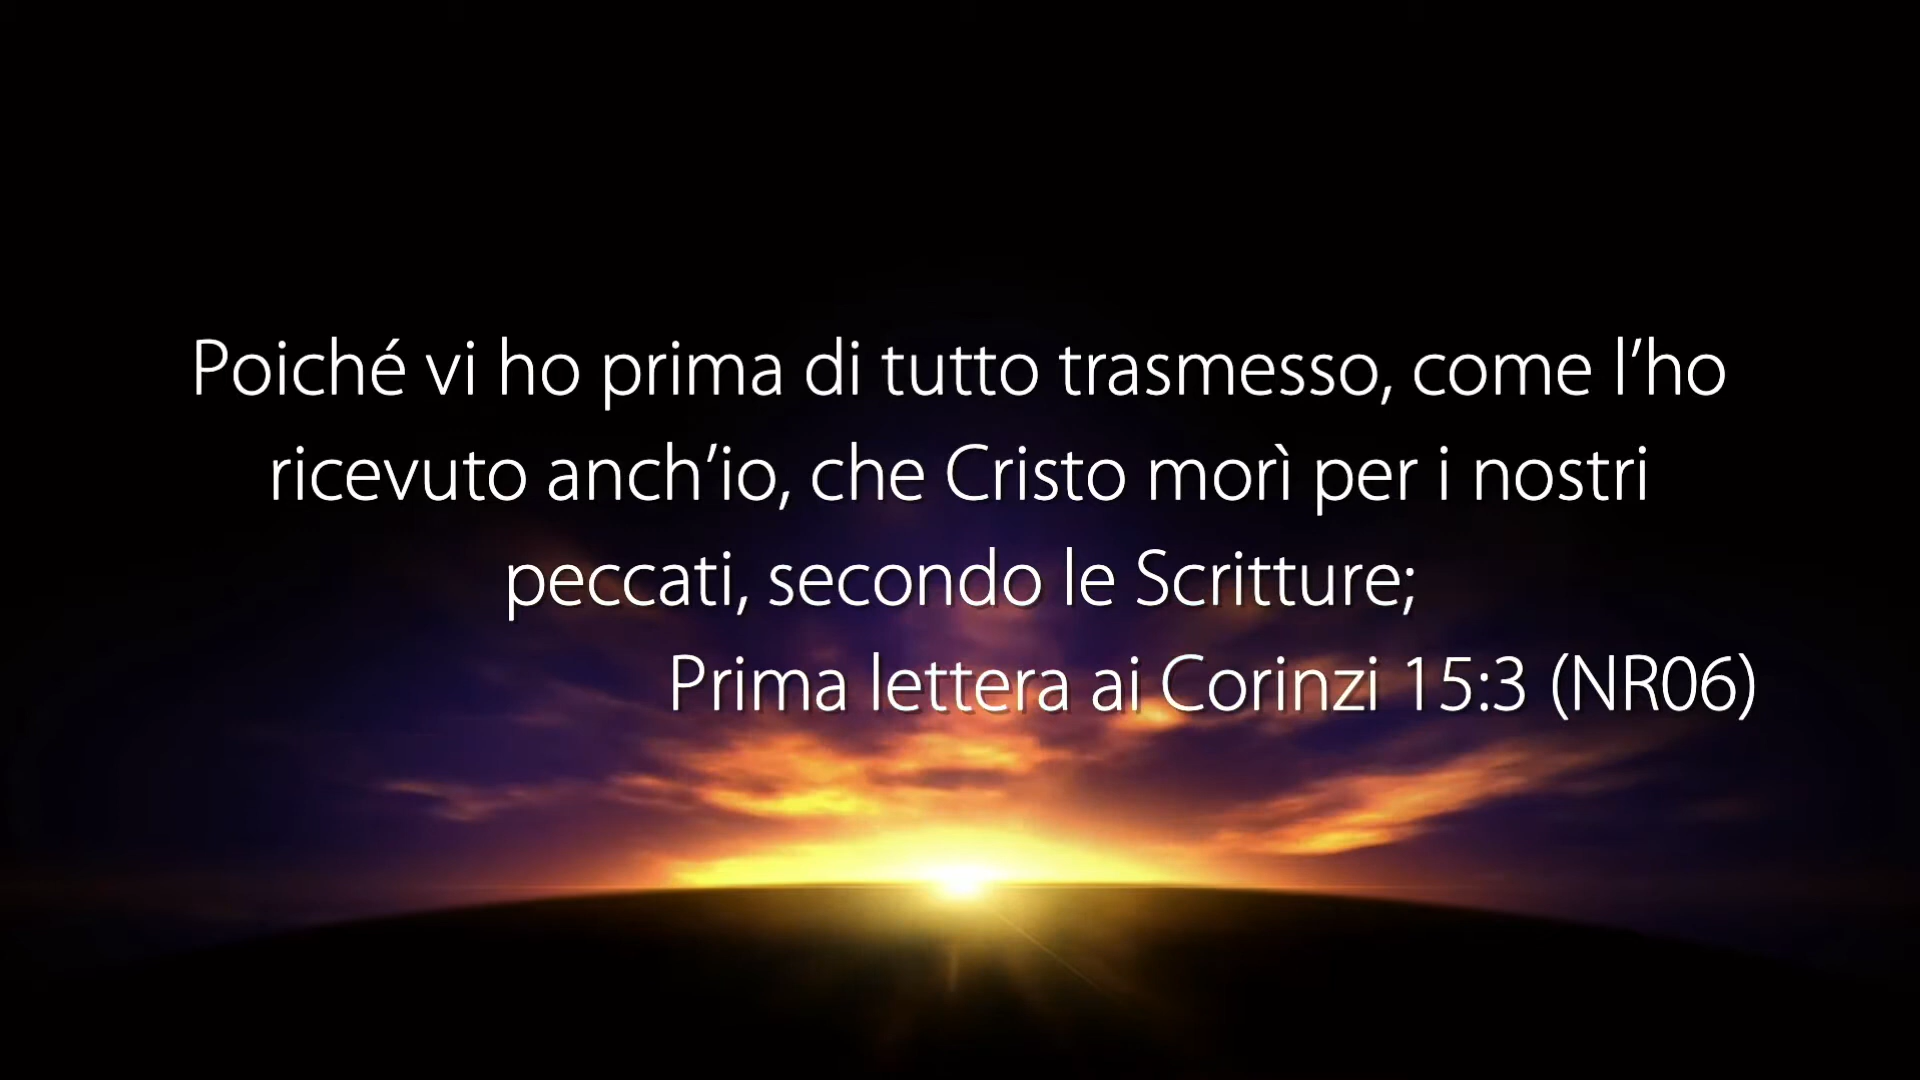 Poiché vi ho prima di tutto trasmesso, come l’ho
ricevuto anch’io, che Cristo morì per i nostri
peccati, secondo le Scritture;
Prima lettera ai Corinzi 15:3 (NR06)